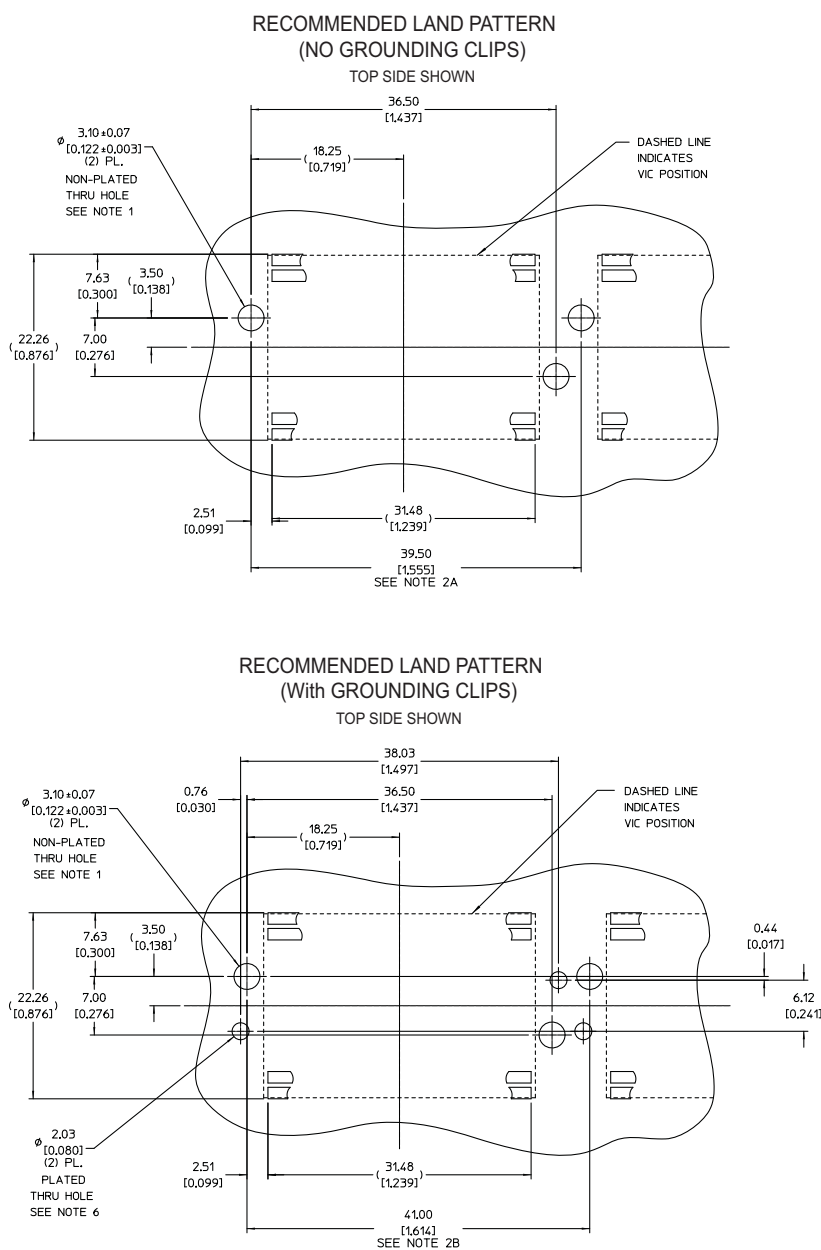 RECOMMENDED LAND PATTERN
(NO GROUNDING CLIPS)
TOP SIDE SHOWN
36.50
[1.437]
⌀ 3.10±0.07
[0.122±0.003]
(2) PL.
NON-PLATED
THRU HOLE
SEE NOTE 1
(18.25
[0.719])
DASHED LINE
INDICATES
VIC POSITION
7.63
[0.300]
(3.50
[0.138])
(22.26
[0.876])
7.00
[0.276]
2.51
[0.099]
(31.48
[1.239])
39.50
[1.555]
SEE NOTE 2A
RECOMMENDED LAND PATTERN
(With GROUNDING CLIPS)
TOP SIDE SHOWN
38.03
[1.497]
⌀ 3.10±0.07
[0.122±0.003]
(2) PL.
NON-PLATED
THRU HOLE
SEE NOTE 1
0.76
[0.030]
36.50
[1.437]
(18.25
[0.719])
DASHED LINE
INDICATES
VIC POSITION
7.63
[0.300]
(3.50
[0.138])
0.44
[0.017]
(22.26
[0.876])
7.00
[0.276]
6.12
[0.241]
⌀ 2.03
[0.080]
(2) PL.
PLATED
THRU HOLE
SEE NOTE 6
2.51
[0.099]
(31.48
[1.239])
41.00
[1.614]
SEE NOTE 2B